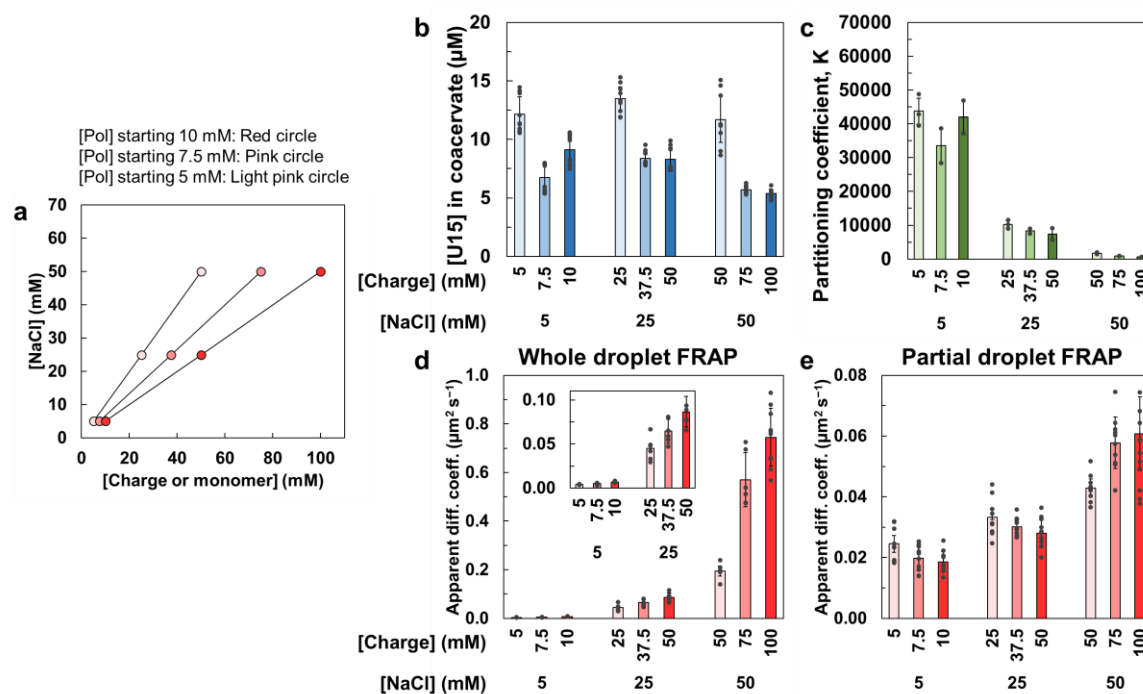 [Pol] starting 10 mM: Red circle
[Pol] starting 7.5 mM: Pink circle
[Pol] starting 5 mM: Light pink circle
a
70
60
50
40
30
20
10
0
[NaCl] (mM)
0 20 40 60 80 100
[Charge or monomer] (mM)
b
20
15
10
5
0
[U15] in coacervate (μM)
[Charge] (mM) 5 7.5 10 25 37.5 50 50 75 100
[NaCl] (mM) 5 25 50
c
70000
60000
50000
40000
30000
20000
10000
0
Partitioning coefficient, K
5 7.5 10 25 37.5 50 50 75 100
5 25 50
d Whole droplet FRAP
1.0
0.8
0.6
0.4
0.2
0.0
Apparent diff. coeff. (μm² s⁻¹)
0.10
0.05
0.00
5 7.5 10 25 37.5 50
5 25
[Charge] (mM) 5 7.5 10 25 37.5 50 50 75 100
[NaCl] (mM) 5 25 50
e Partial droplet FRAP
0.08
0.06
0.04
0.02
0.00
Apparent diff. coeff. (μm² s⁻¹)
5 7.5 10 25 37.5 50 50 75 100
5 25 50